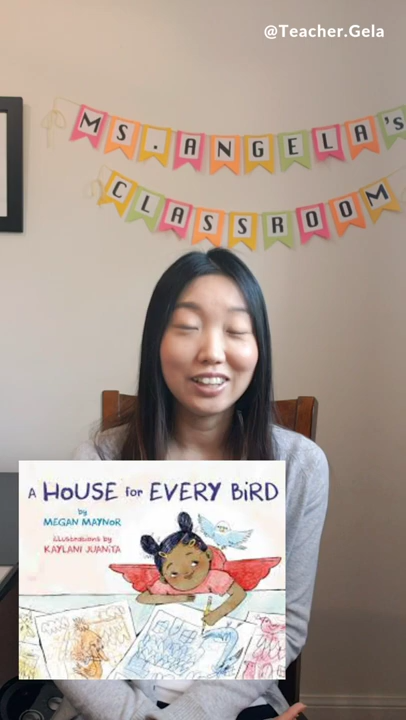 @Teacher.Gela
MS.ANGELA's
CLASSROOM
A HOUSE for EVERY BiRD
by
MEGAN MAYNOR
illustrations by
KAYLANI JUANiTA